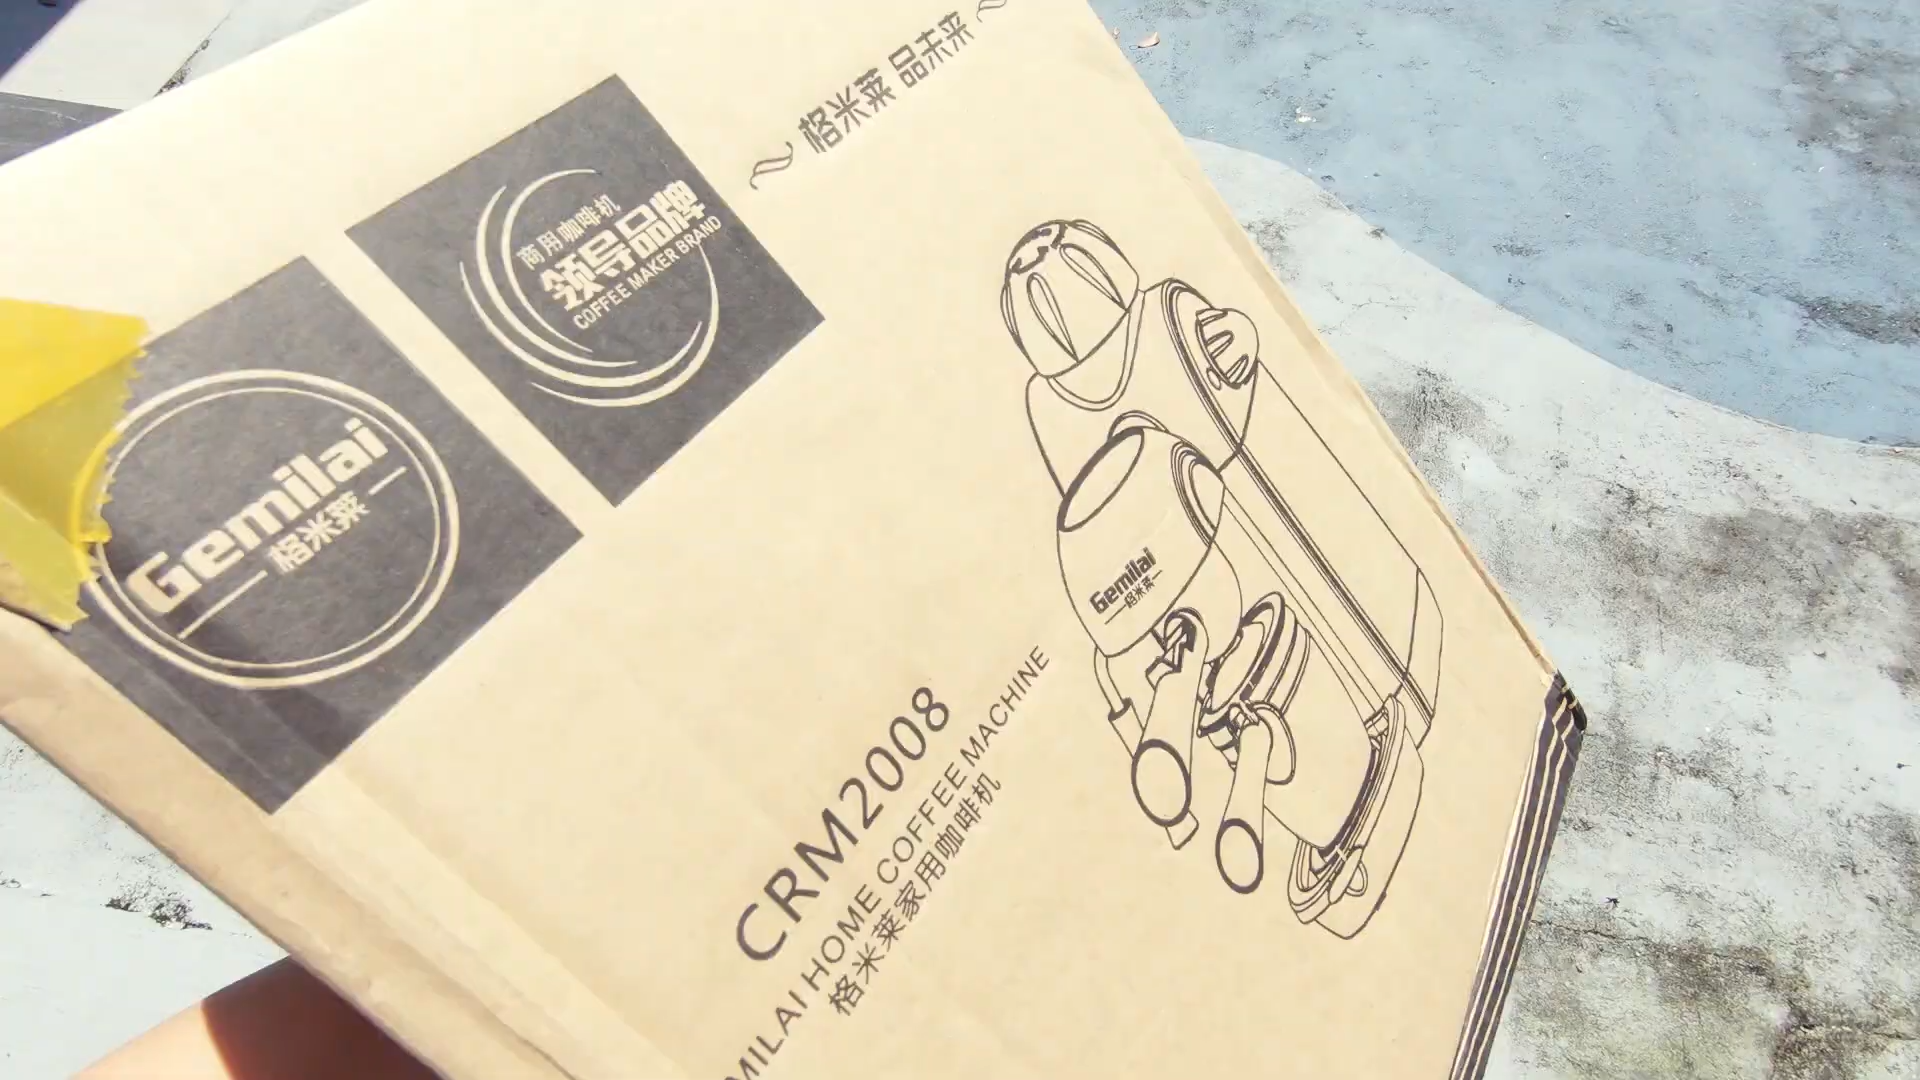 格米莱 品未来
商用咖啡机
领导品牌
COFFEE MAKER BRAND
Gemilai
格米莱
Gemilai
格米莱
CRM2008
MILAI HOME COFFEE MACHINE
格米莱家用咖啡机